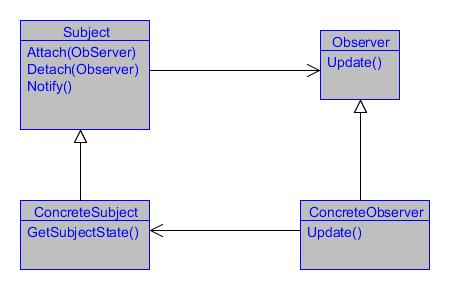 Subject
Attach(ObServer)
Detach(Observer)
Notify()
Observer
Update()
ConcreteSubject
GetSubjectState()
ConcreteObserver
Update()